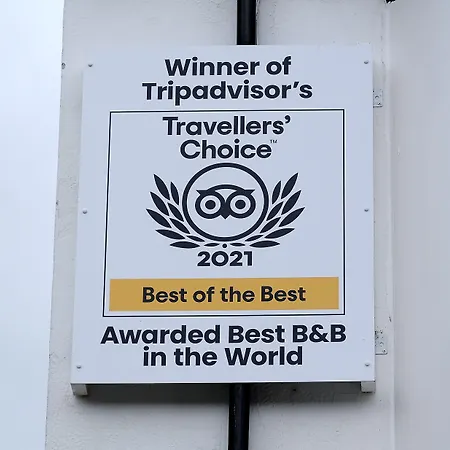 Winner of
Tripadvisor's
Travellers'
Choice™
2021
Best of the Best
Awarded Best B&B
in the World